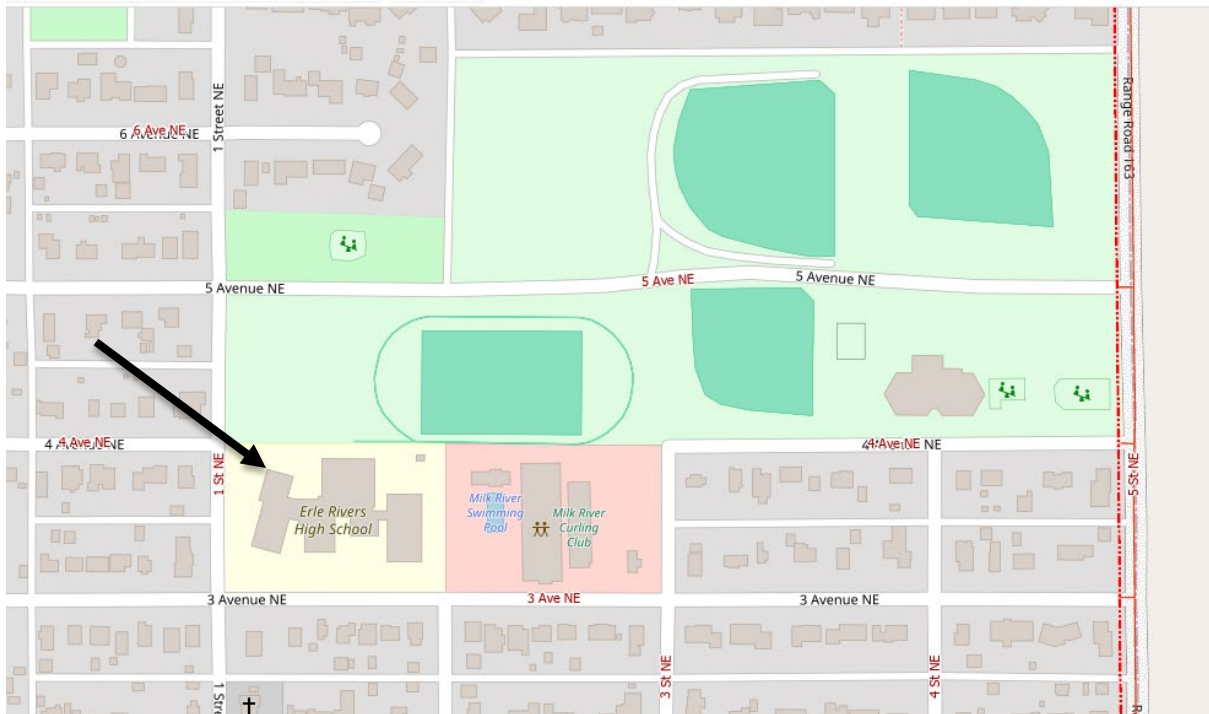 1 Street NE
6 Ave NE
6 Avenue NE
Range Road 163
5 Avenue NE
5 Ave NE
5 Avenue NE
4 Ave NE
4 Avenue NE
4 Ave NE
1 St NE
5 St NE
Erle Rivers
High School
Milk River
Swimming
Pool
Milk River
Curling
Club
3 Avenue NE
3 Ave NE
3 Avenue NE
3 St NE
4 St NE